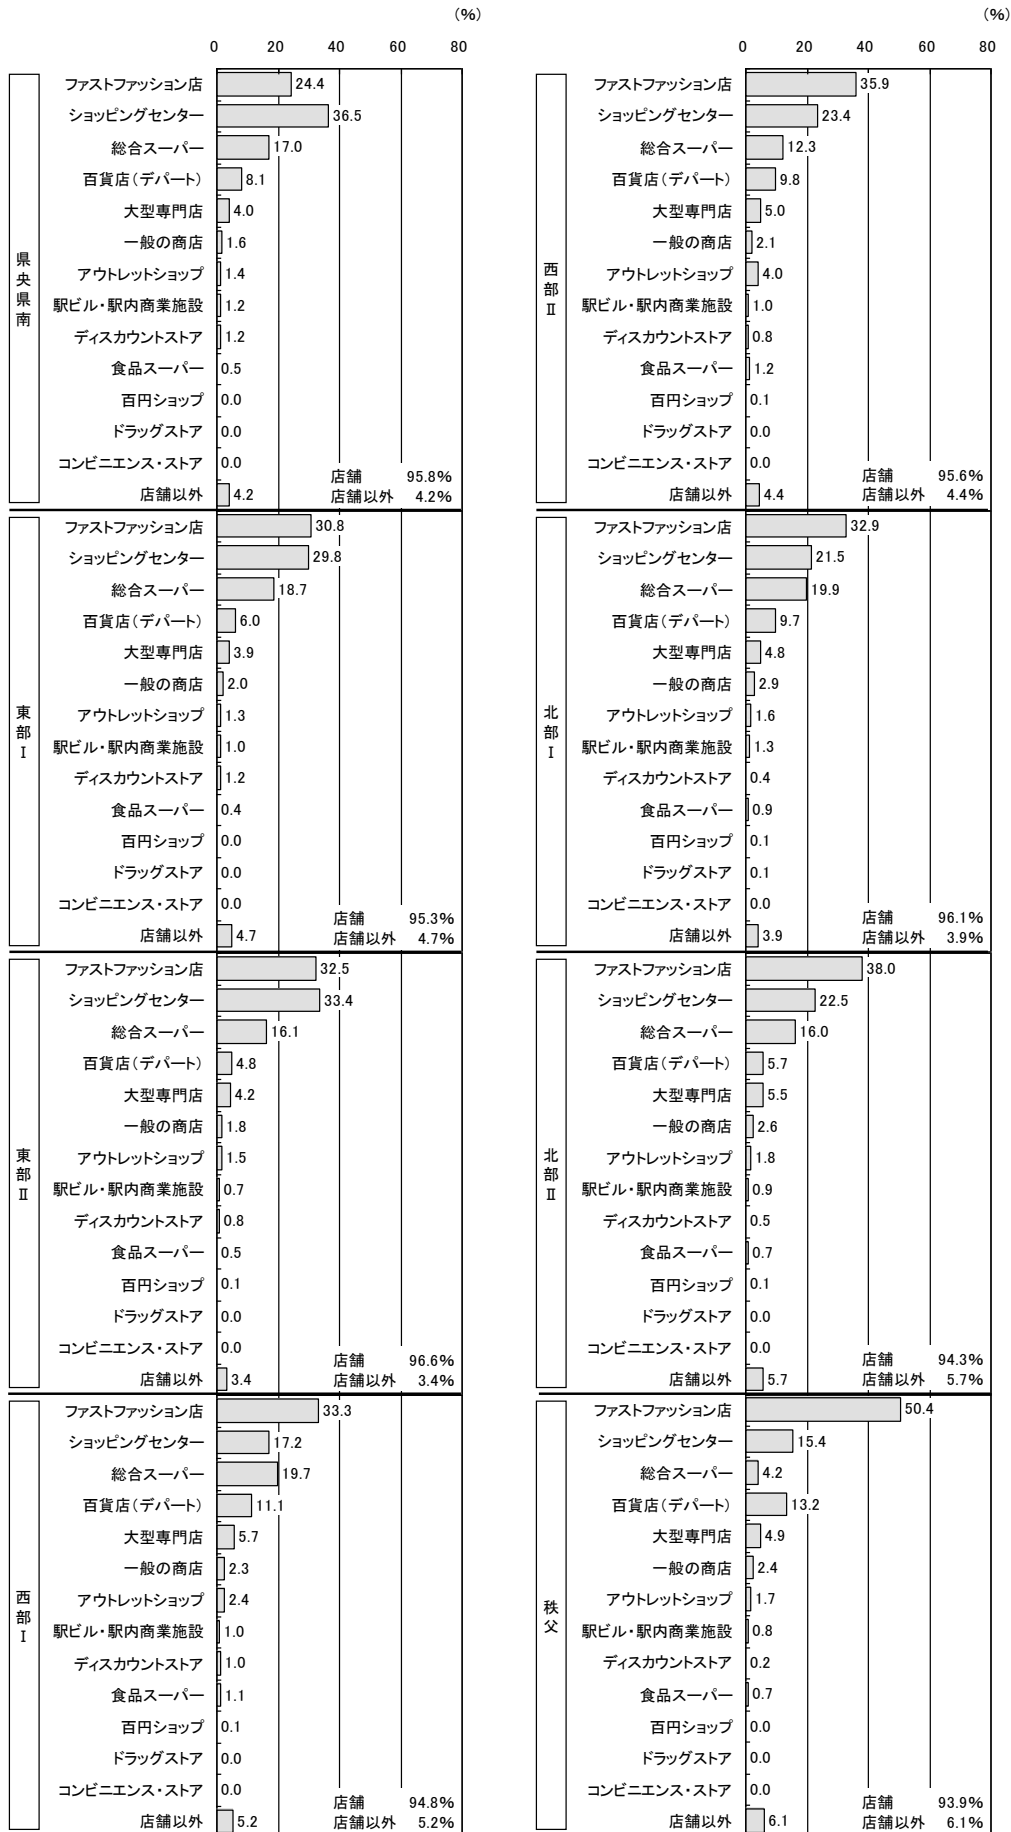 (%)
0 20 40 60 80
県央県南
ファストファッション店 24.4
ショッピングセンター 36.5
総合スーパー 17.0
百貨店(デパート) 8.1
大型専門店 4.0
一般の商店 1.6
アウトレットショップ 1.4
駅ビル・駅内商業施設 1.2
ディスカウントストア 1.2
食品スーパー 0.5
百円ショップ 0.0
ドラッグストア 0.0
コンビニエンス・ストア 0.0
店舗以外 4.2
店舗 95.8%
店舗以外 4.2%
東部Ⅰ
ファストファッション店 30.8
ショッピングセンター 29.8
総合スーパー 18.7
百貨店(デパート) 6.0
大型専門店 3.9
一般の商店 2.0
アウトレットショップ 1.3
駅ビル・駅内商業施設 1.0
ディスカウントストア 1.2
食品スーパー 0.4
百円ショップ 0.0
ドラッグストア 0.0
コンビニエンス・ストア 0.0
店舗以外 4.7
店舗 95.3%
店舗以外 4.7%
東部Ⅱ
ファストファッション店 32.5
ショッピングセンター 33.4
総合スーパー 16.1
百貨店(デパート) 4.8
大型専門店 4.2
一般の商店 1.8
アウトレットショップ 1.5
駅ビル・駅内商業施設 0.7
ディスカウントストア 0.8
食品スーパー 0.5
百円ショップ 0.1
ドラッグストア 0.0
コンビニエンス・ストア 0.0
店舗以外 3.4
店舗 96.6%
店舗以外 3.4%
西部Ⅰ
ファストファッション店 33.3
ショッピングセンター 17.2
総合スーパー 19.7
百貨店(デパート) 11.1
大型専門店 5.7
一般の商店 2.3
アウトレットショップ 2.4
駅ビル・駅内商業施設 1.0
ディスカウントストア 1.0
食品スーパー 1.1
百円ショップ 0.1
ドラッグストア 0.0
コンビニエンス・ストア 0.0
店舗以外 5.2
店舗 94.8%
店舗以外 5.2%
(%)
0 20 40 60 80
西部Ⅱ
ファストファッション店 35.9
ショッピングセンター 23.4
総合スーパー 12.3
百貨店(デパート) 9.8
大型専門店 5.0
一般の商店 2.1
アウトレットショップ 4.0
駅ビル・駅内商業施設 1.0
ディスカウントストア 0.8
食品スーパー 1.2
百円ショップ 0.1
ドラッグストア 0.0
コンビニエンス・ストア 0.0
店舗以外 4.4
店舗 95.6%
店舗以外 4.4%
北部Ⅰ
ファストファッション店 32.9
ショッピングセンター 21.5
総合スーパー 19.9
百貨店(デパート) 9.7
大型専門店 4.8
一般の商店 2.9
アウトレットショップ 1.6
駅ビル・駅内商業施設 1.3
ディスカウントストア 0.4
食品スーパー 0.9
百円ショップ 0.1
ドラッグストア 0.1
コンビニエンス・ストア 0.0
店舗以外 3.9
店舗 96.1%
店舗以外 3.9%
北部Ⅱ
ファストファッション店 38.0
ショッピングセンター 22.5
総合スーパー 16.0
百貨店(デパート) 5.7
大型専門店 5.5
一般の商店 2.6
アウトレットショップ 1.8
駅ビル・駅内商業施設 0.9
ディスカウントストア 0.5
食品スーパー 0.7
百円ショップ 0.1
ドラッグストア 0.0
コンビニエンス・ストア 0.0
店舗以外 5.7
店舗 94.3%
店舗以外 5.7%
秩父
ファストファッション店 50.4
ショッピングセンター 15.4
総合スーパー 4.2
百貨店(デパート) 13.2
大型専門店 4.9
一般の商店 2.4
アウトレットショップ 1.7
駅ビル・駅内商業施設 0.8
ディスカウントストア 0.2
食品スーパー 0.7
百円ショップ 0.0
ドラッグストア 0.0
コンビニエンス・ストア 0.0
店舗以外 6.1
店舗 93.9%
店舗以外 6.1%